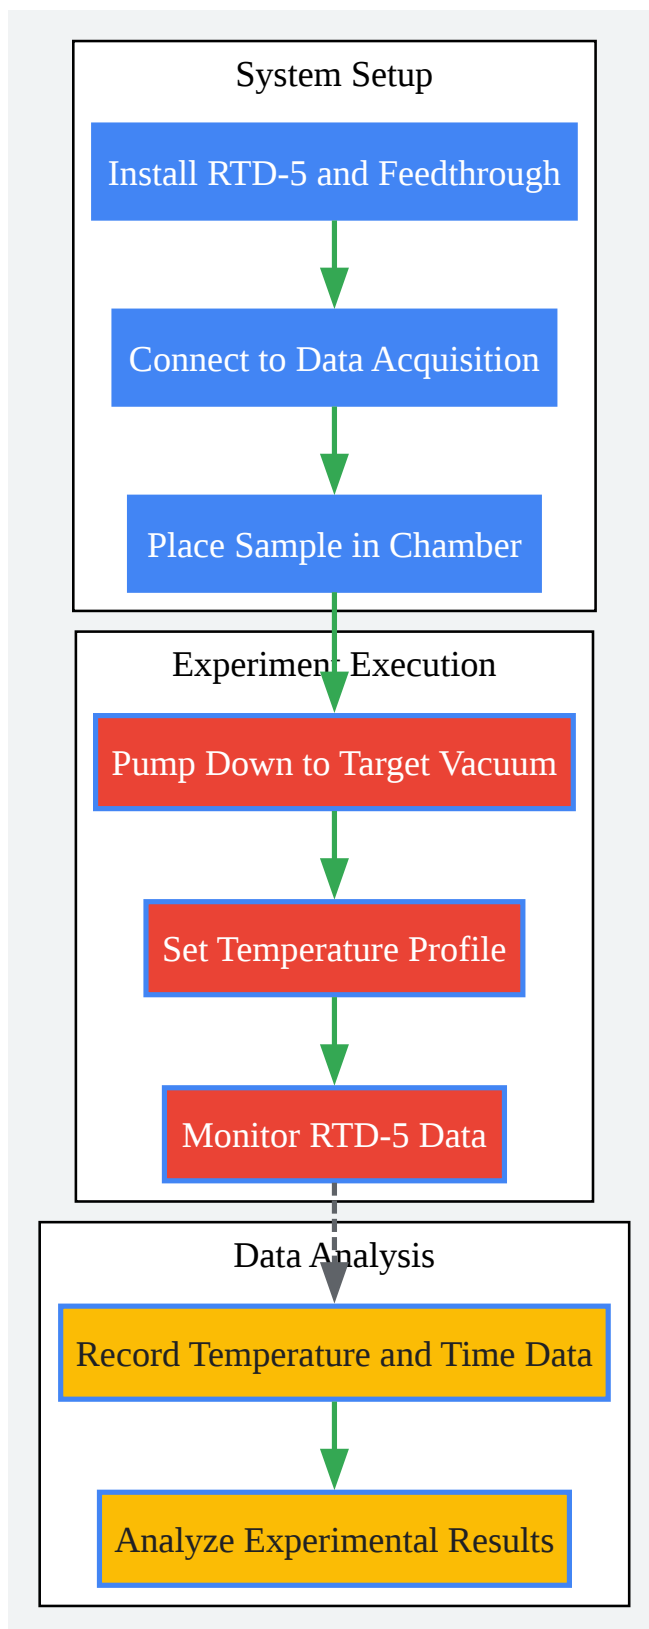 System Setup
Install RTD-5 and Feedthrough
Connect to Data Acquisition
Place Sample in Chamber
Experiment Execution
Pump Down to Target Vacuum
Set Temperature Profile
Monitor RTD-5 Data
Data Analysis
Record Temperature and Time Data
Analyze Experimental Results